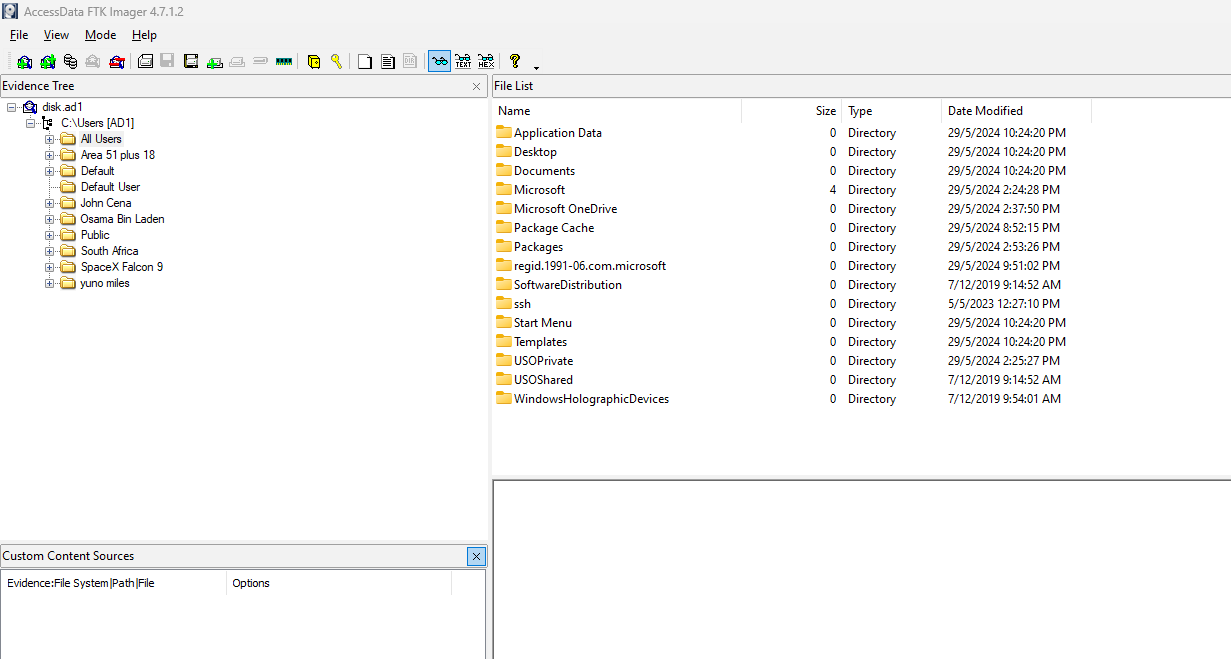 AccessData FTK Imager 4.7.1.2
File View Mode Help
TEXT HEX
Evidence Tree
disk.ad1
C:\Users [AD1]
All Users
Area 51 plus 18
Default
Default User
John Cena
Osama Bin Laden
Public
South Africa
SpaceX Falcon 9
yuno miles
File List
Name Size Type Date Modified
Application Data 0 Directory 29/5/2024 10:24:20 PM
Desktop 0 Directory 29/5/2024 10:24:20 PM
Documents 0 Directory 29/5/2024 10:24:20 PM
Microsoft 4 Directory 29/5/2024 2:24:28 PM
Microsoft OneDrive 0 Directory 29/5/2024 2:37:50 PM
Package Cache 0 Directory 29/5/2024 8:52:15 PM
Packages 0 Directory 29/5/2024 2:53:26 PM
regid.1991-06.com.microsoft 0 Directory 29/5/2024 9:51:02 PM
SoftwareDistribution 0 Directory 7/12/2019 9:14:52 AM
ssh 0 Directory 5/5/2023 12:27:10 PM
Start Menu 0 Directory 29/5/2024 10:24:20 PM
Templates 0 Directory 29/5/2024 10:24:20 PM
USOPrivate 0 Directory 29/5/2024 2:25:27 PM
USOShared 0 Directory 7/12/2019 9:14:52 AM
WindowsHolographicDevices 0 Directory 7/12/2019 9:54:01 AM
Custom Content Sources
Evidence:File System|Path|File Options